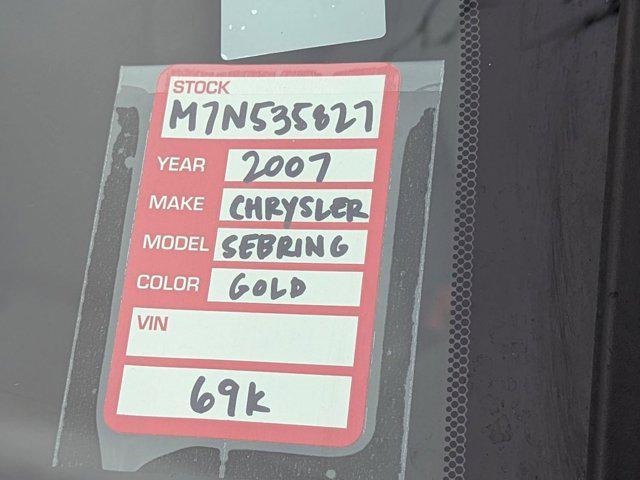 STOCK
M7N535827
YEAR 2007
MAKE CHRYSLER
MODEL SEBRING
COLOR GOLD
VIN
69K